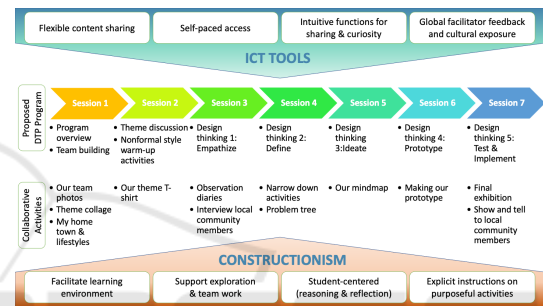 Flexible content sharing
Self-paced access
Intuitive functions for
sharing & curiosity
Global facilitator feedback
and cultural exposure
ICT TOOLS
Proposed
DTP Program
Session 1
Session 2
Session 3
Session 4
Session 5
Session 6
Session 7
• Program
overview
• Team building
• Theme discussion
• Nonformal style
warm-up
activities
• Design
thinking 1:
Empathize
• Design
thinking 2:
Define
• Design
thinking
3:Ideate
• Design
thinking 4:
Prototype
• Design
thinking 5:
Test &
Implement
Collaborative
Activities
• Our team
photos
• Theme collage
• My home
town &
lifestyles
• Our theme T-
shirt
• Observation
diaries
• Interview local
community
members
• Narrow down
activities
• Problem tree
• Our mindmap
• Making our
prototype
• Final
exhibition
• Show and tell
to local
community
members
CONSTRUCTIONISM
Facilitate learning
environment
Support exploration
& team work
Student-centered
(reasoning & reflection)
Explicit instructions on
purposeful activities